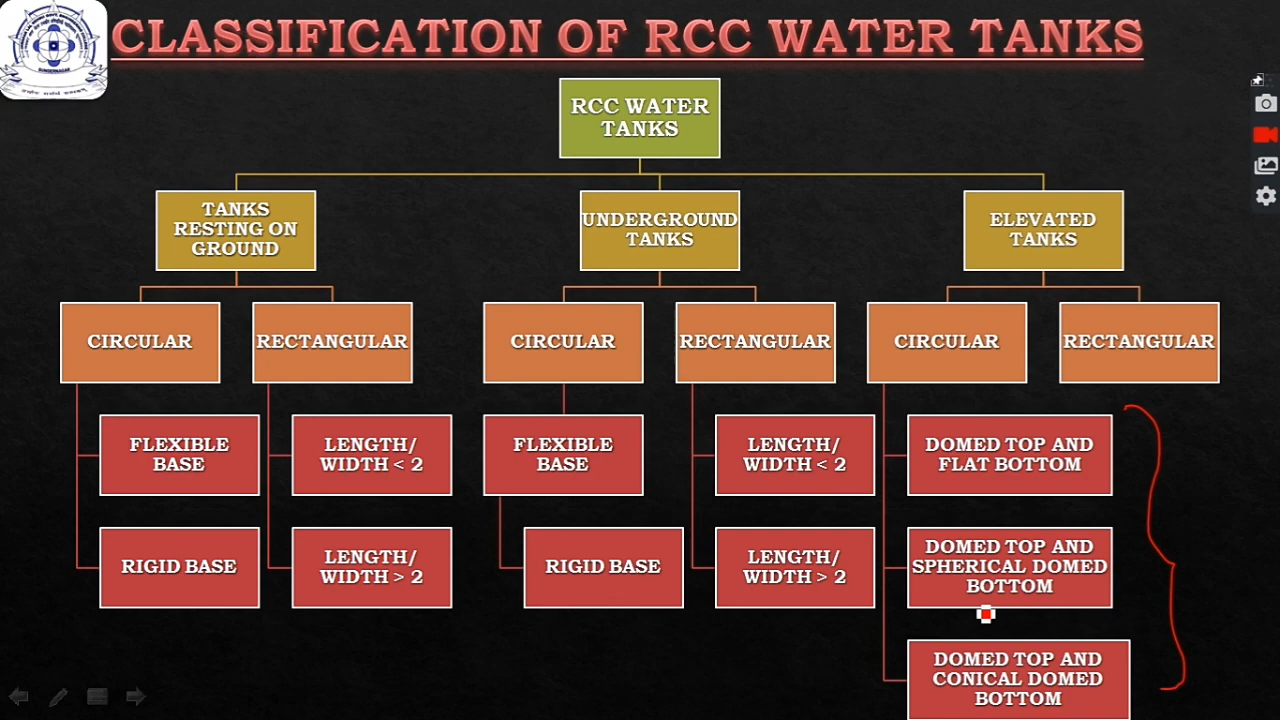 CLASSIFICATION OF RCC WATER TANKS
RCC WATER
TANKS
TANKS
RESTING ON
GROUND
UNDERGROUND
TANKS
ELEVATED
TANKS
CIRCULAR
RECTANGULAR
CIRCULAR
RECTANGULAR
CIRCULAR
RECTANGULAR
FLEXIBLE
BASE
LENGTH/
WIDTH < 2
FLEXIBLE
BASE
LENGTH/
WIDTH < 2
DOMED TOP AND
FLAT BOTTOM
RIGID BASE
LENGTH/
WIDTH > 2
RIGID BASE
LENGTH/
WIDTH > 2
DOMED TOP AND
SPHERICAL DOMED
BOTTOM
DOMED TOP AND
CONICAL DOMED
BOTTOM